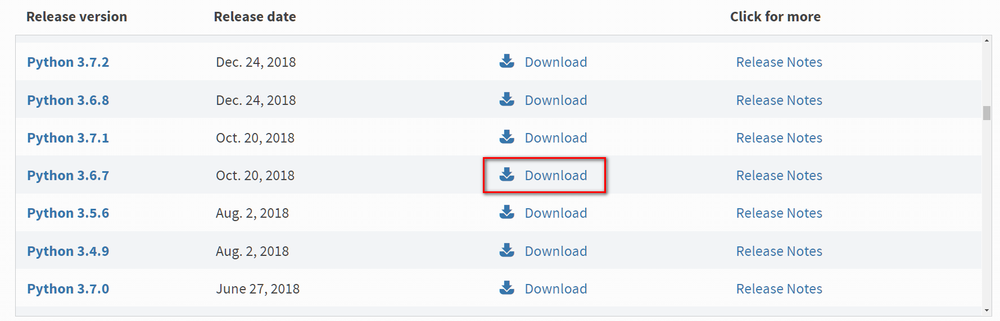 Release version Release date Click for more
Python 3.7.2 Dec. 24, 2018 Download Release Notes
Python 3.6.8 Dec. 24, 2018 Download Release Notes
Python 3.7.1 Oct. 20, 2018 Download Release Notes
Python 3.6.7 Oct. 20, 2018 Download Release Notes
Python 3.5.6 Aug. 2, 2018 Download Release Notes
Python 3.4.9 Aug. 2, 2018 Download Release Notes
Python 3.7.0 June 27, 2018 Download Release Notes